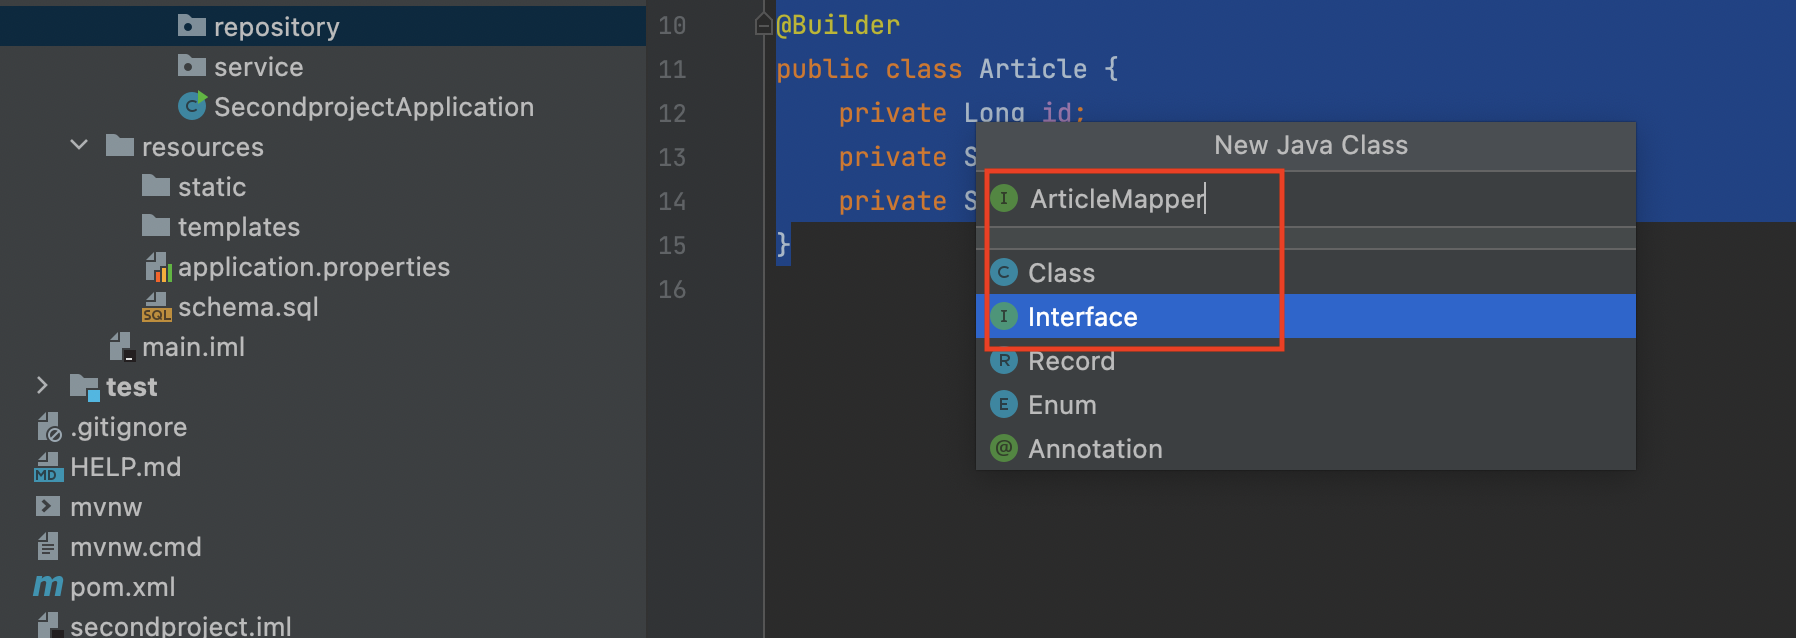 repository
service
SecondprojectApplication
resources
static
templates
application.properties
schema.sql
main.iml
test
.gitignore
HELP.md
mvnw
mvnw.cmd
pom.xml
secondproject.iml
10 @Builder
11 public class Article {
12 private Long id;
13 private S
14 private S
15 }
16
New Java Class
I ArticleMapper
C Class
I Interface
R Record
E Enum
@ Annotation